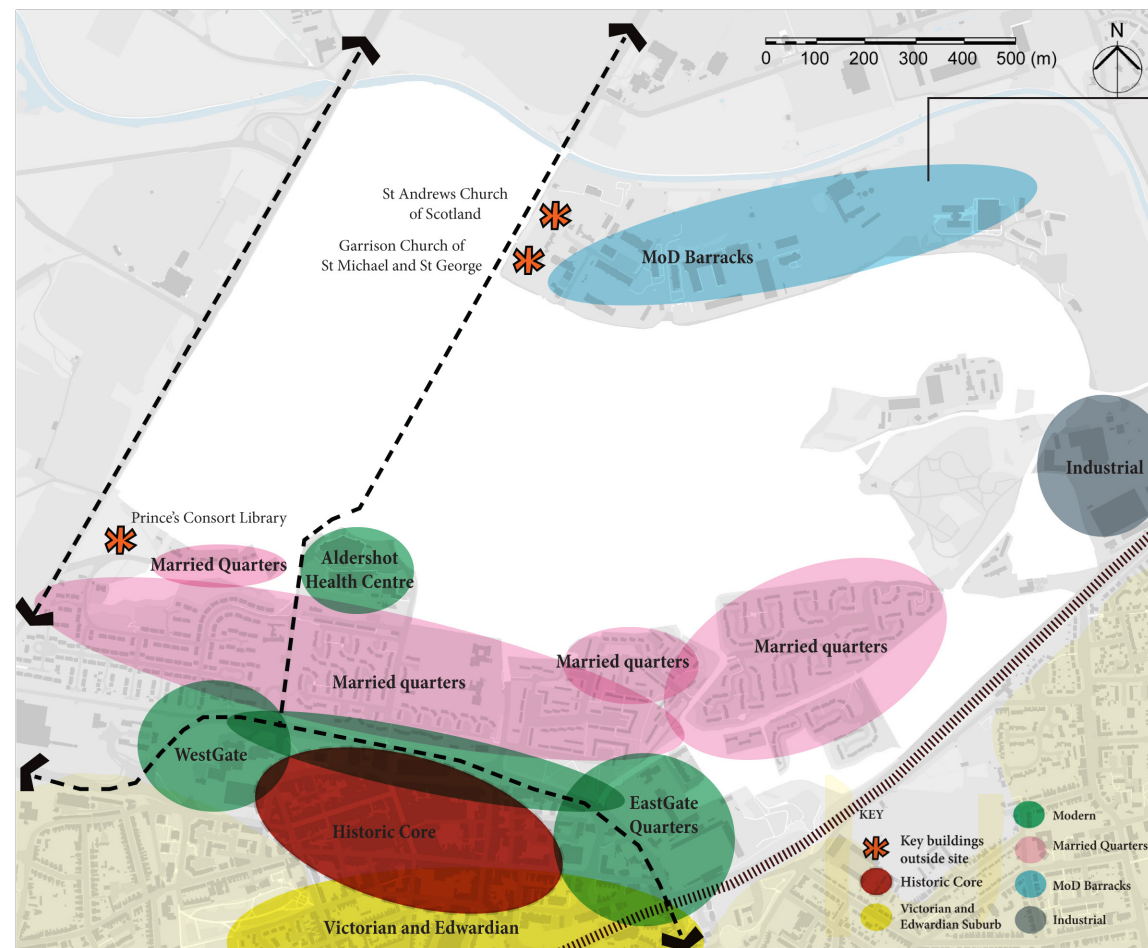 N
0 100 200 300 400 500 (m)
St Andrews Church
of Scotland
Garrison Church of
St Michael and St George
MoD Barracks
Industrial
Prince's Consort Library
Married Quarters
Aldershot
Health Centre
Married quarters
Married quarters
Married quarters
WestGate
EastGate
Quarters
Historic Core
Victorian and Edwardian
KEY
Key buildings
outside site
Historic Core
Victorian and
Edwardian Suburb
Modern
Married Quarters
MoD Barracks
Industrial